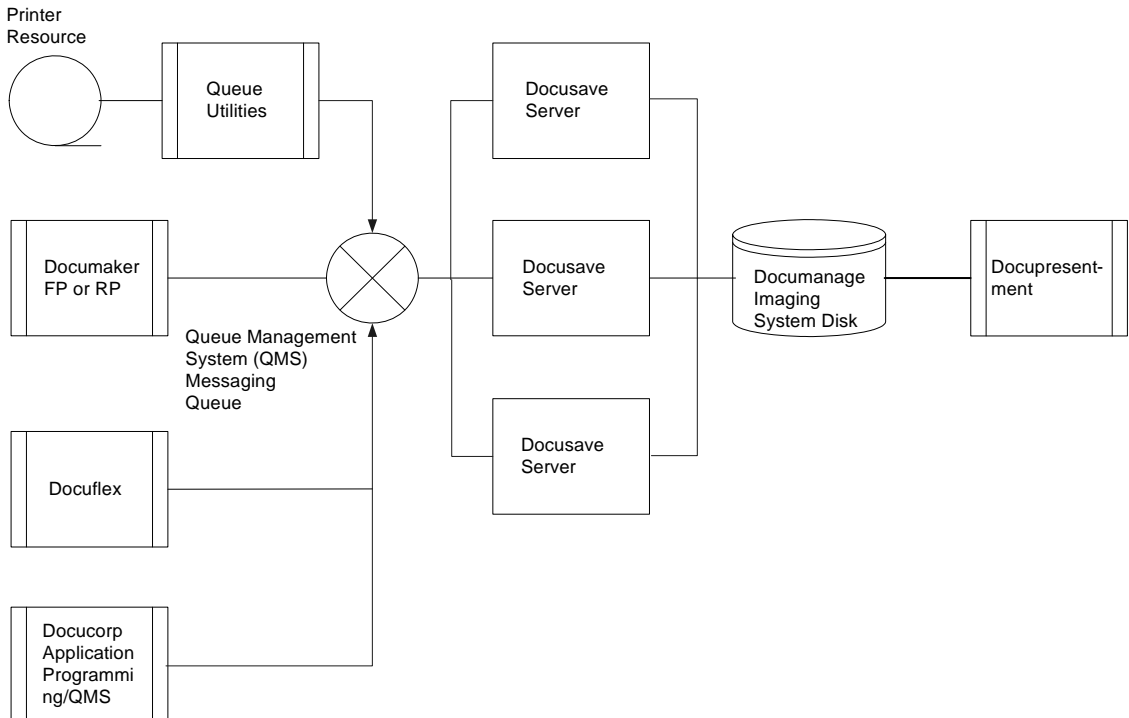 Printer
Resource
Queue
Utilities
Docusave
Server
Documaker
FP or RP
Queue Management
System (QMS)
Messaging
Queue
Docusave
Server
Documanage
Imaging
System Disk
Docupresent-
ment
Docusave
Server
Docuflex
Docucorp
Application
Programmi
ng/QMS